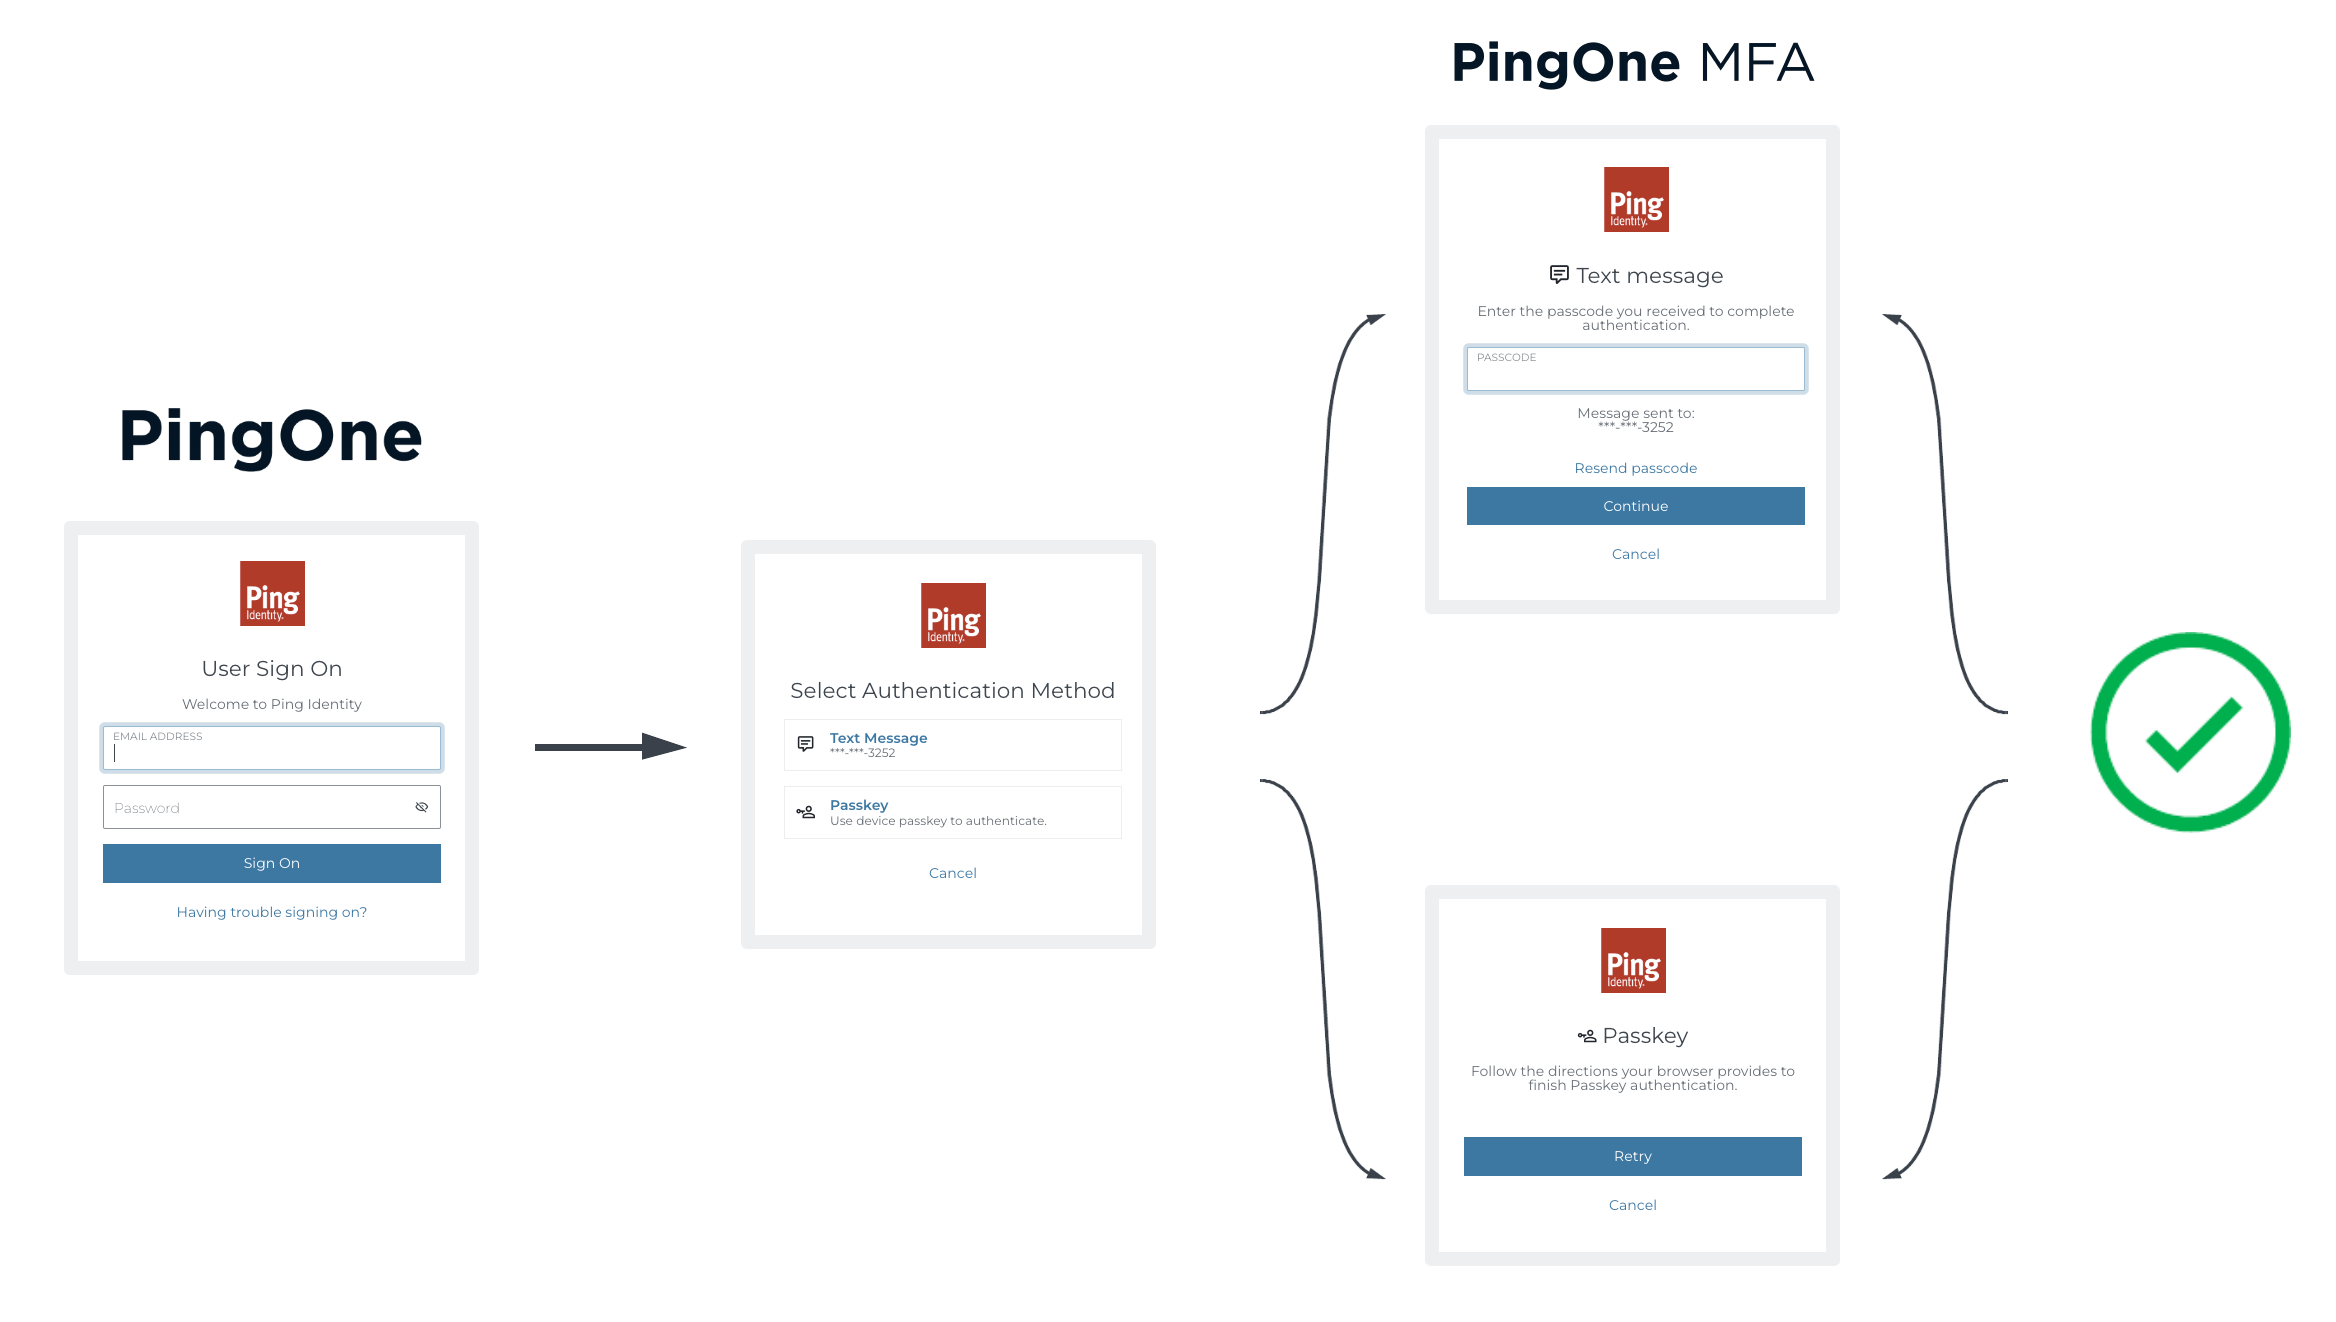 PingOne
Ping
Identity.
User Sign On
Welcome to Ping Identity
EMAIL ADDRESS
Password
Sign On
Having trouble signing on?
Ping
Identity.
Select Authentication Method
Text Message
***-***-3252
Passkey
Use device passkey to authenticate.
Cancel
PingOne MFA
Ping
Identity.
Text message
Enter the passcode you received to complete
authentication.
PASSCODE
Message sent to:
***-***-3252
Resend passcode
Continue
Cancel
Ping
Identity.
Passkey
Follow the directions your browser provides to
finish Passkey authentication.
Retry
Cancel